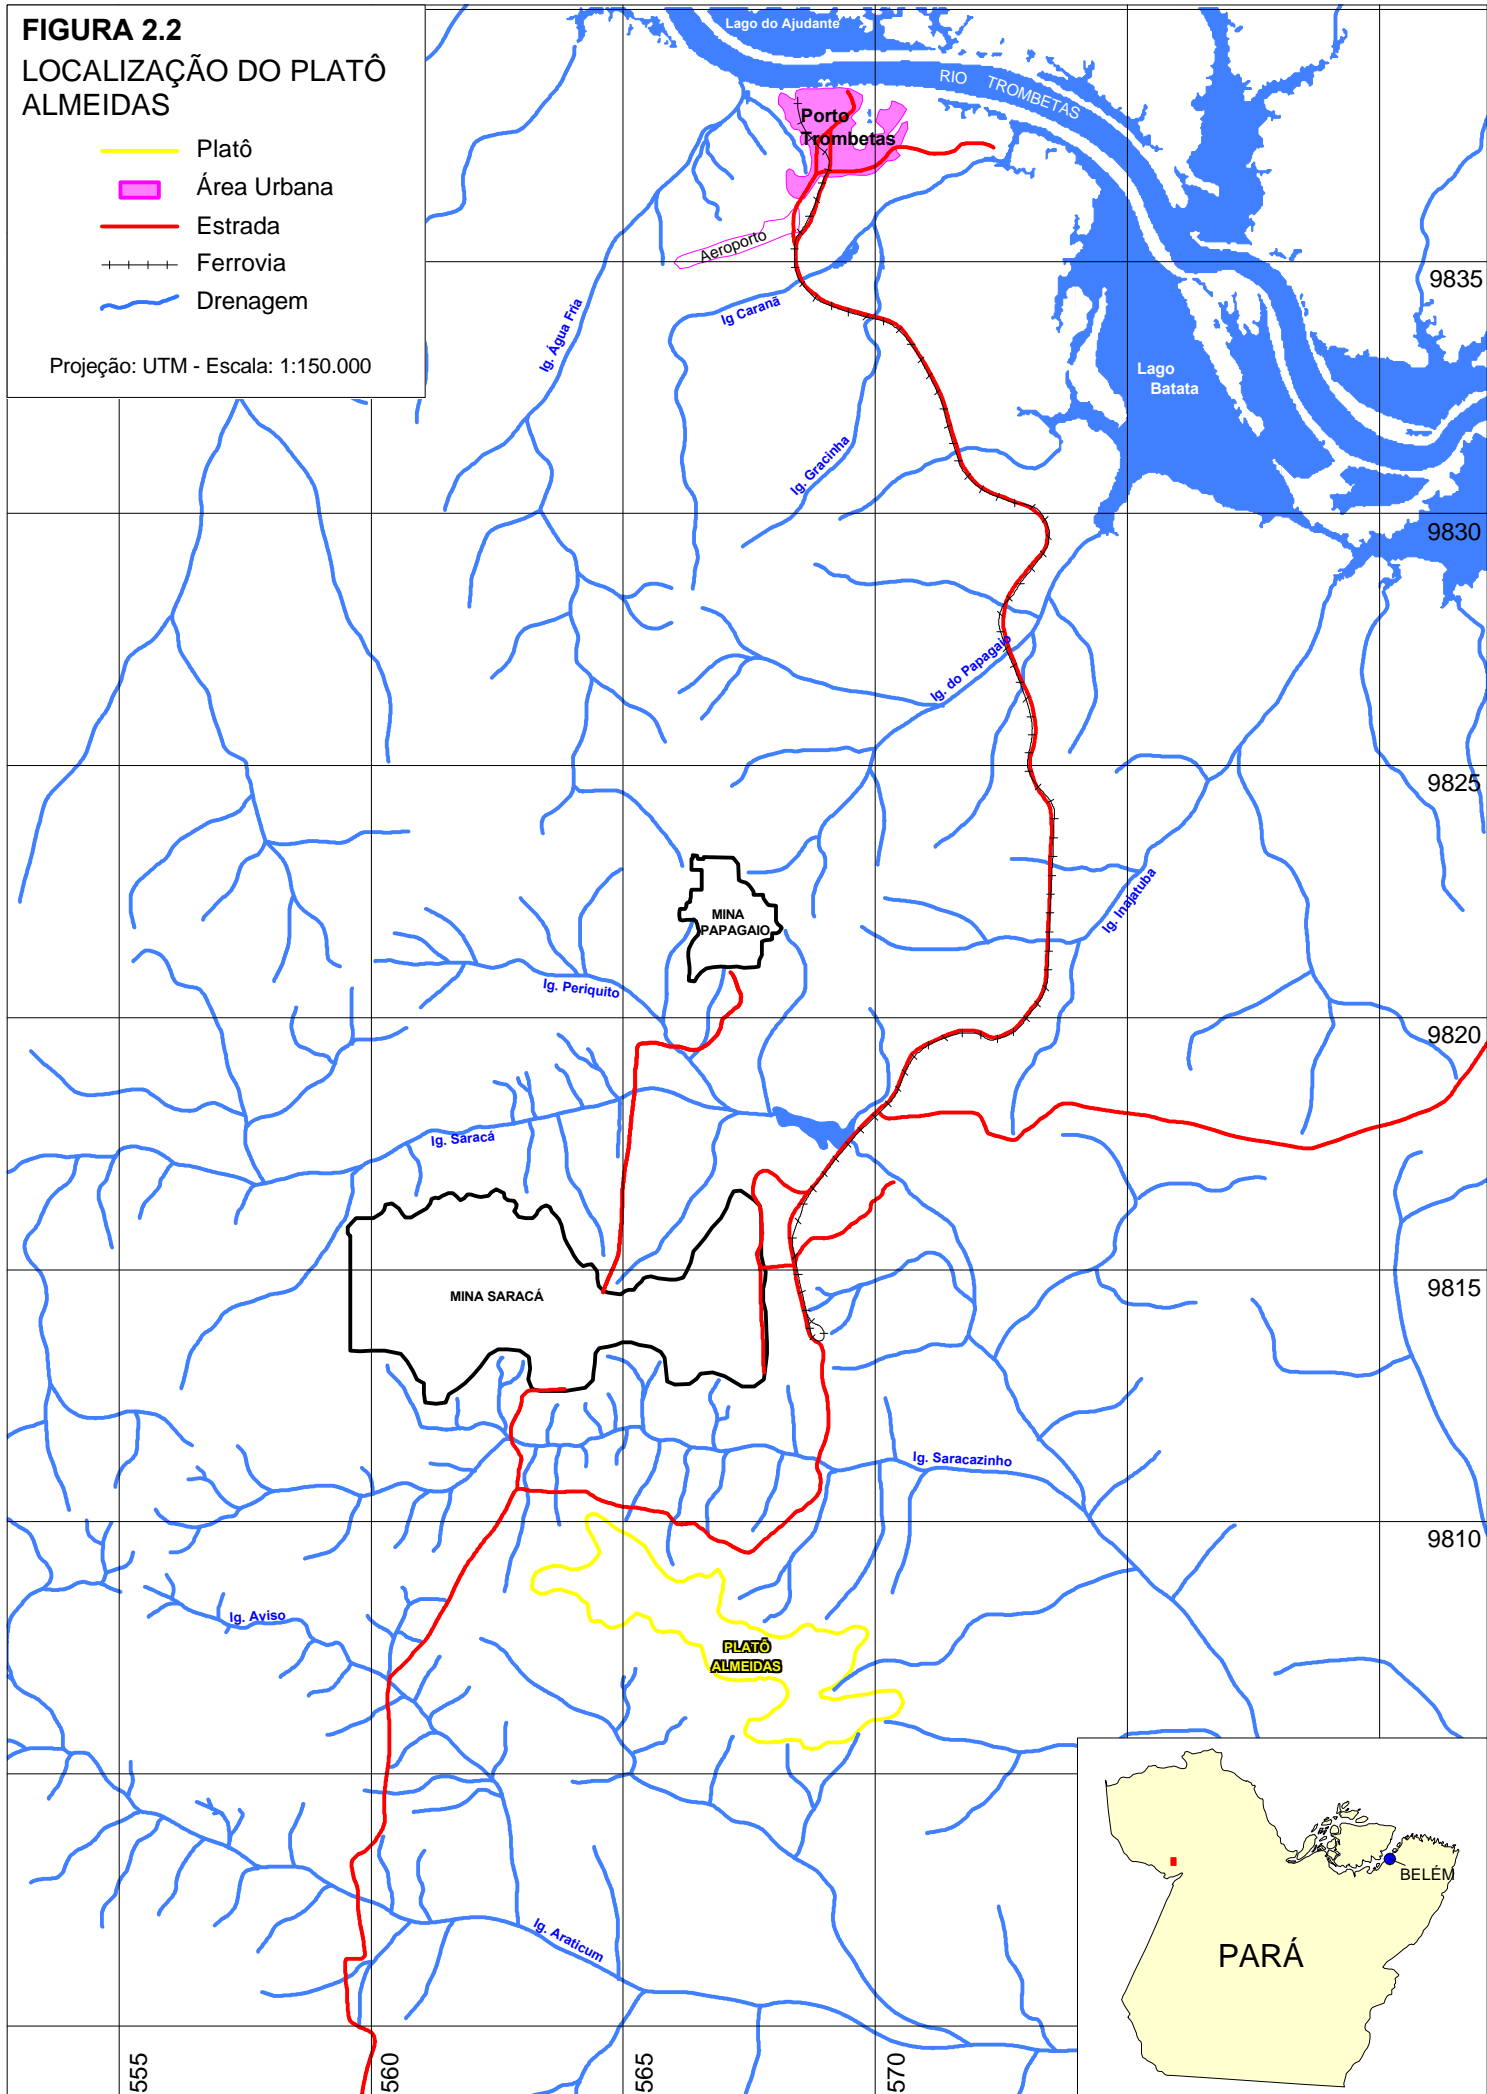 FIGURA 2.2
LOCALIZAÇÃO DO PLATÔ
ALMEIDAS
Platô
Área Urbana
Estrada
Ferrovia
Drenagem
Projeção: UTM - Escala: 1:150.000
Lago do Ajudante
RIO TROMBETAS
Porto
Trombetas
Aeroporto
9835
Ig Caranã
Ig. Água Fria
Lago
Batata
Ig. Gracinha
9830
Ig. do Papagaio
9825
Ig. Inajatuba
MINA
PAPAGAIO
Ig. Periquito
9820
Ig. Saracá
9815
MINA SARACÁ
Ig. Saracazinho
9810
Ig. Aviso
PLATÔ
ALMEIDAS
BELÉM
PARÁ
Ig. Araticum
555
560
565
570